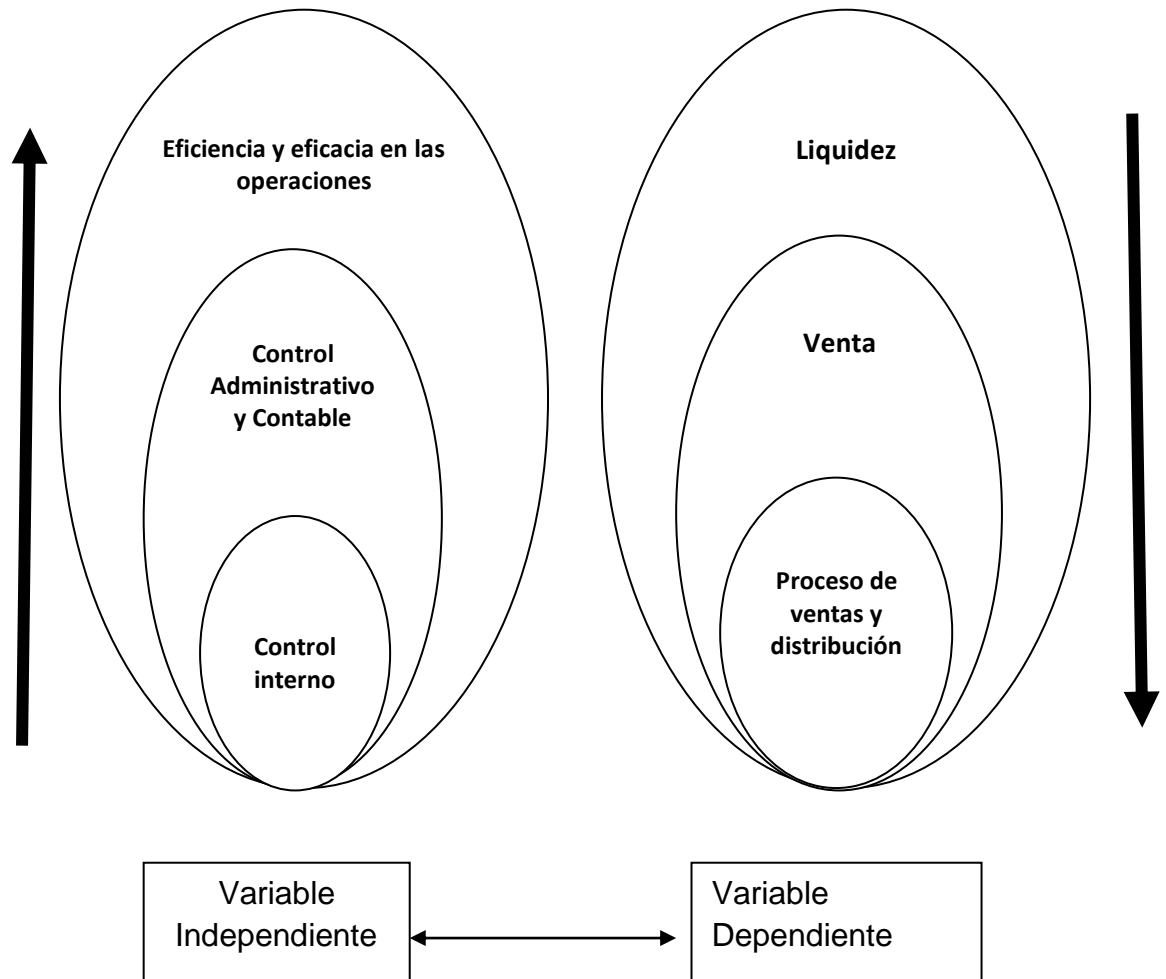 Eficiencia y eficacia en las
operaciones
Control
Administrativo
y Contable
Control
interno
Liquidez
Venta
Proceso de
ventas y
distribución
Variable
Independiente
Variable
Dependiente